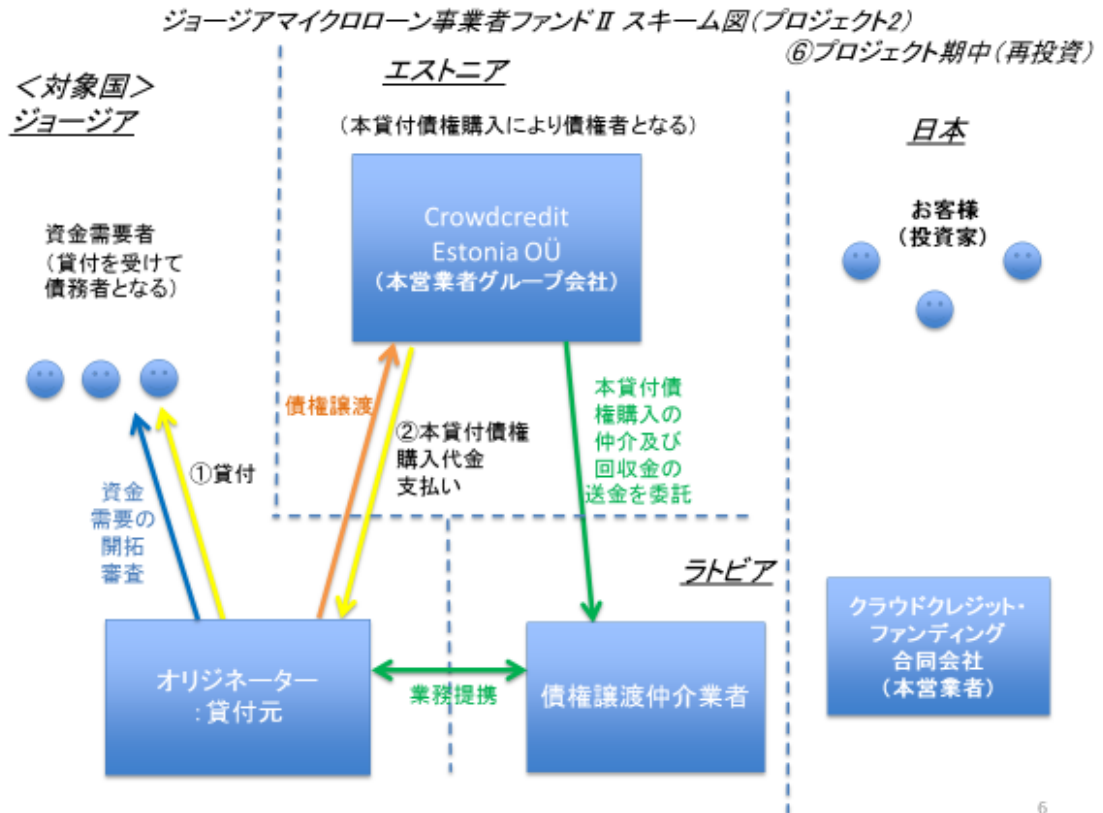 ジョージアマイクロローン事業者ファンドⅡ スキーム図(プロジェクト2)
⑥プロジェクト期中(再投資)
<対象国>
ジョージア
エストニア
日本
(本貸付債権購入により債権者となる)
Crowdcredit
Estonia OÜ
(本営業者グループ会社)
資金需要者
(貸付を受けて
債務者となる)
お客様
(投資家)
債権譲渡
②本貸付債権
購入代金
支払い
本貸付債
権購入の
仲介及び
回収金の
送金を委託
①貸付
資金
需要の
開拓
審査
ラトビア
オリジネーター
:貸付元
業務提携
債権譲渡仲介業者
クラウドクレジット・
ファンディング
合同会社
(本営業者)
6